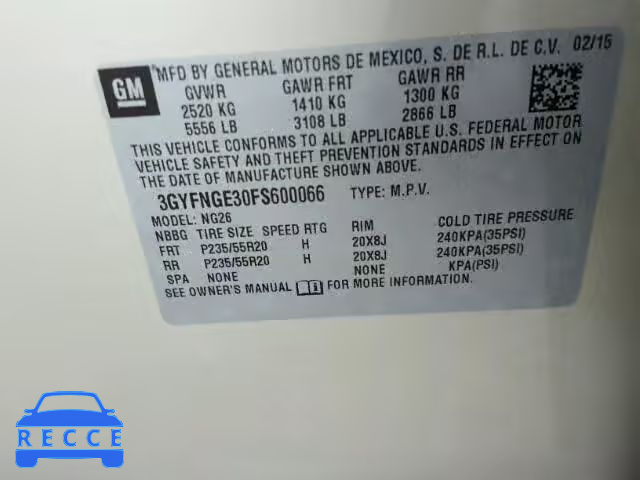 GM
MFD BY GENERAL MOTORS DE MEXICO, S. DE R.L. DE C.V. 02/15
GVWR GAWR FRT GAWR RR
2520 KG 1410 KG 1300 KG
5556 LB 3108 LB 2866 LB
THIS VEHICLE CONFORMS TO ALL APPLICABLE U.S. FEDERAL MOTOR
VEHICLE SAFETY AND THEFT PREVENTION STANDARDS IN EFFECT ON
THE DATE OF MANUFACTURE SHOWN ABOVE.
3GYFNGE30FS600066 TYPE: M.P.V.
MODEL: NG26
NBBG TIRE SIZE SPEED RTG RIM COLD TIRE PRESSURE
FRT P235/55R20 H 20X8J 240KPA(35PSI)
RR P235/55R20 H 20X8J 240KPA(35PSI)
SPA NONE NONE KPA(PSI)
SEE OWNER'S MANUAL FOR MORE INFORMATION.
RECCE